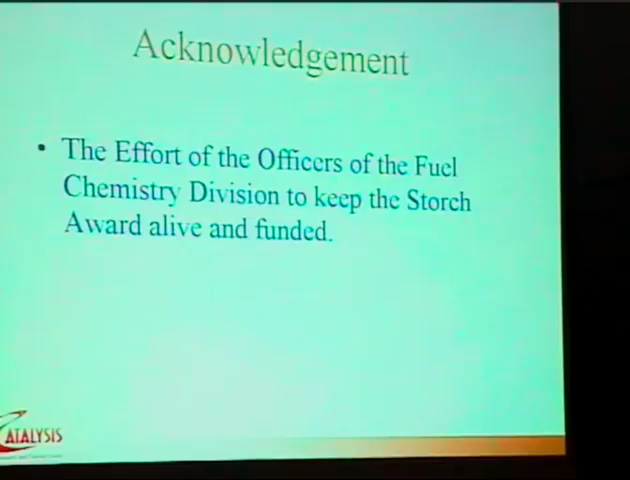 Acknowledgement
• The Effort of the Officers of the Fuel
Chemistry Division to keep the Storch
Award alive and funded.
CATALYSIS